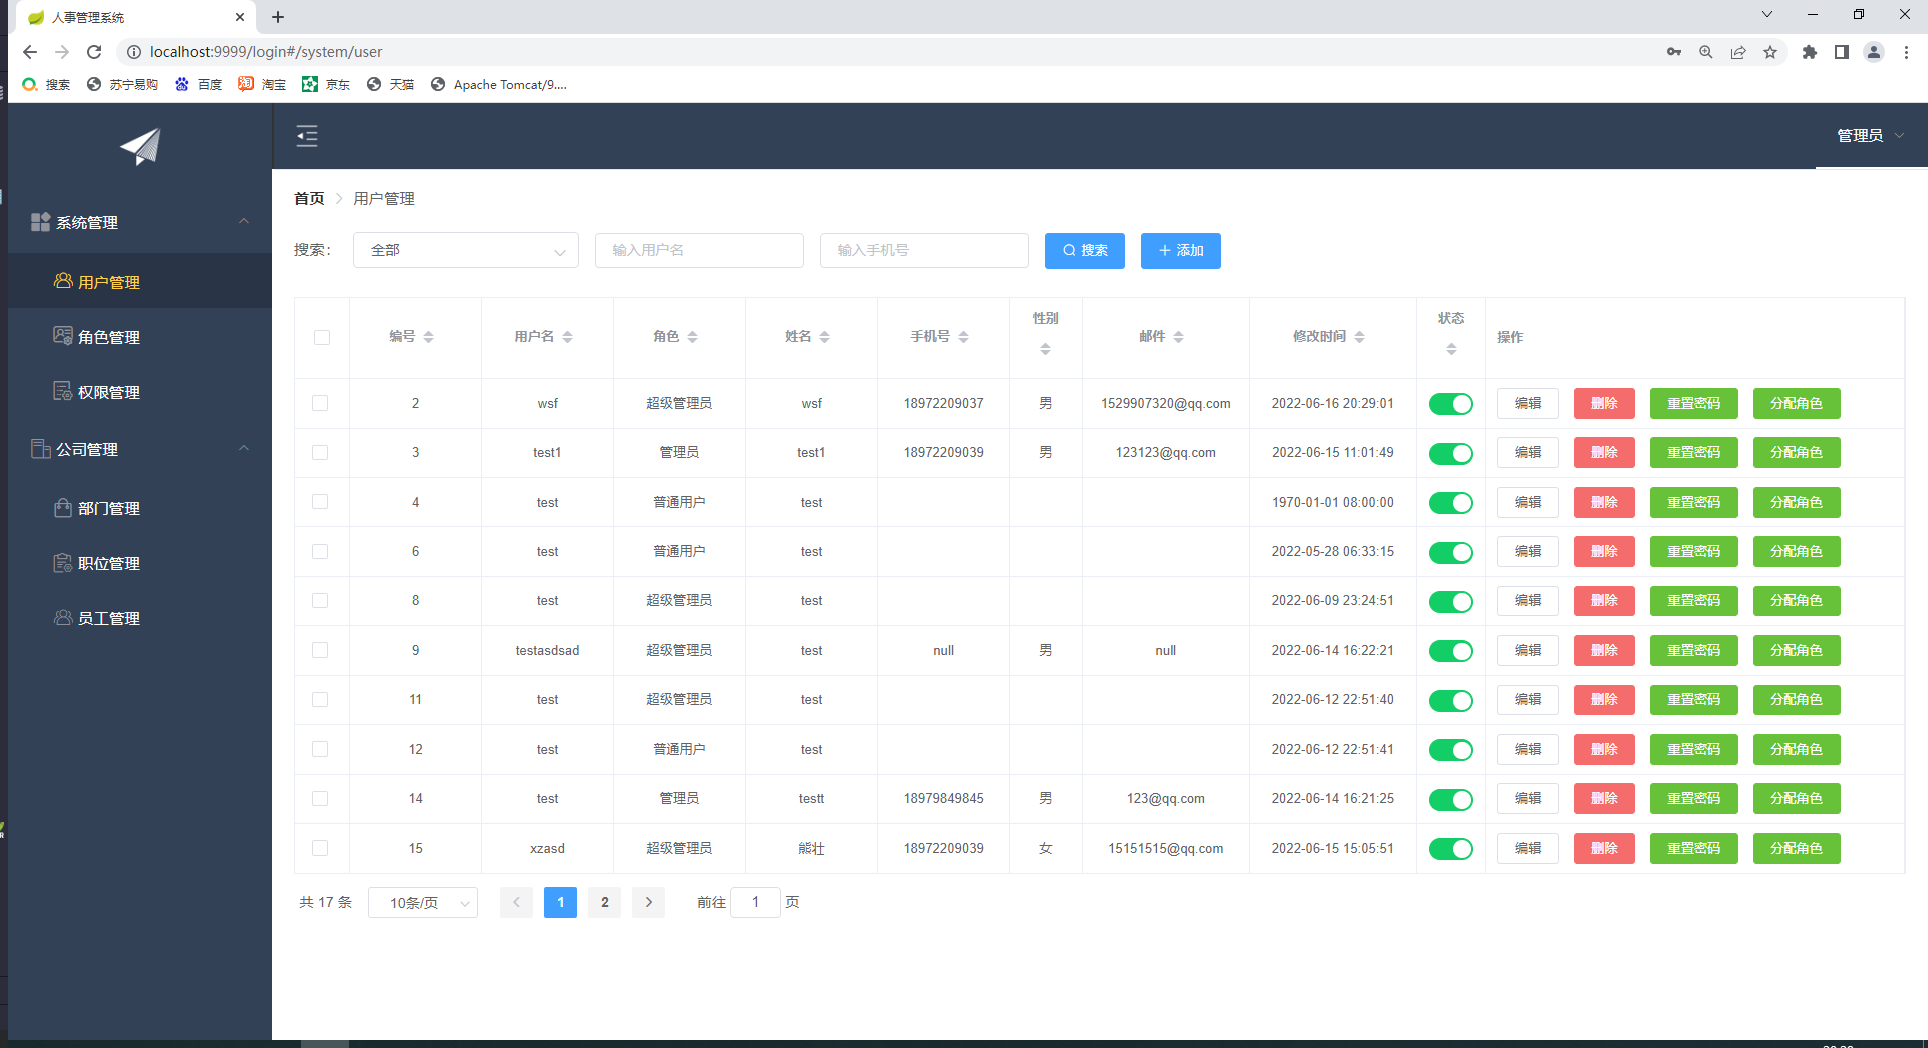 人事管理系统
localhost:9999/login#/system/user
搜索 苏宁易购 百度 淘宝 京东 天猫 Apache Tomcat/9....
管理员
系统管理
用户管理
角色管理
权限管理
公司管理
部门管理
职位管理
员工管理
首页 用户管理
搜索： 全部 输入用户名 输入手机号 搜索 添加
编号 用户名 角色 姓名 手机号 性别 邮件 修改时间 状态 操作
2 wsf 超级管理员 wsf 18972209037 男 1529907320@qq.com 2022-06-16 20:29:01 编辑 删除 重置密码 分配角色
3 test1 管理员 test1 18972209039 男 123123@qq.com 2022-06-15 11:01:49 编辑 删除 重置密码 分配角色
4 test 普通用户 test 1970-01-01 08:00:00 编辑 删除 重置密码 分配角色
6 test 普通用户 test 2022-05-28 06:33:15 编辑 删除 重置密码 分配角色
8 test 超级管理员 test 2022-06-09 23:24:51 编辑 删除 重置密码 分配角色
9 testasdsad 超级管理员 test null 男 null 2022-06-14 16:22:21 编辑 删除 重置密码 分配角色
11 test 超级管理员 test 2022-06-12 22:51:40 编辑 删除 重置密码 分配角色
12 test 普通用户 test 2022-06-12 22:51:41 编辑 删除 重置密码 分配角色
14 test 管理员 testt 18979849845 男 123@qq.com 2022-06-14 16:21:25 编辑 删除 重置密码 分配角色
15 xzasd 超级管理员 熊壮 18972209039 女 15151515@qq.com 2022-06-15 15:05:51 编辑 删除 重置密码 分配角色
共 17 条 10条/页 1 2 前往 1 页